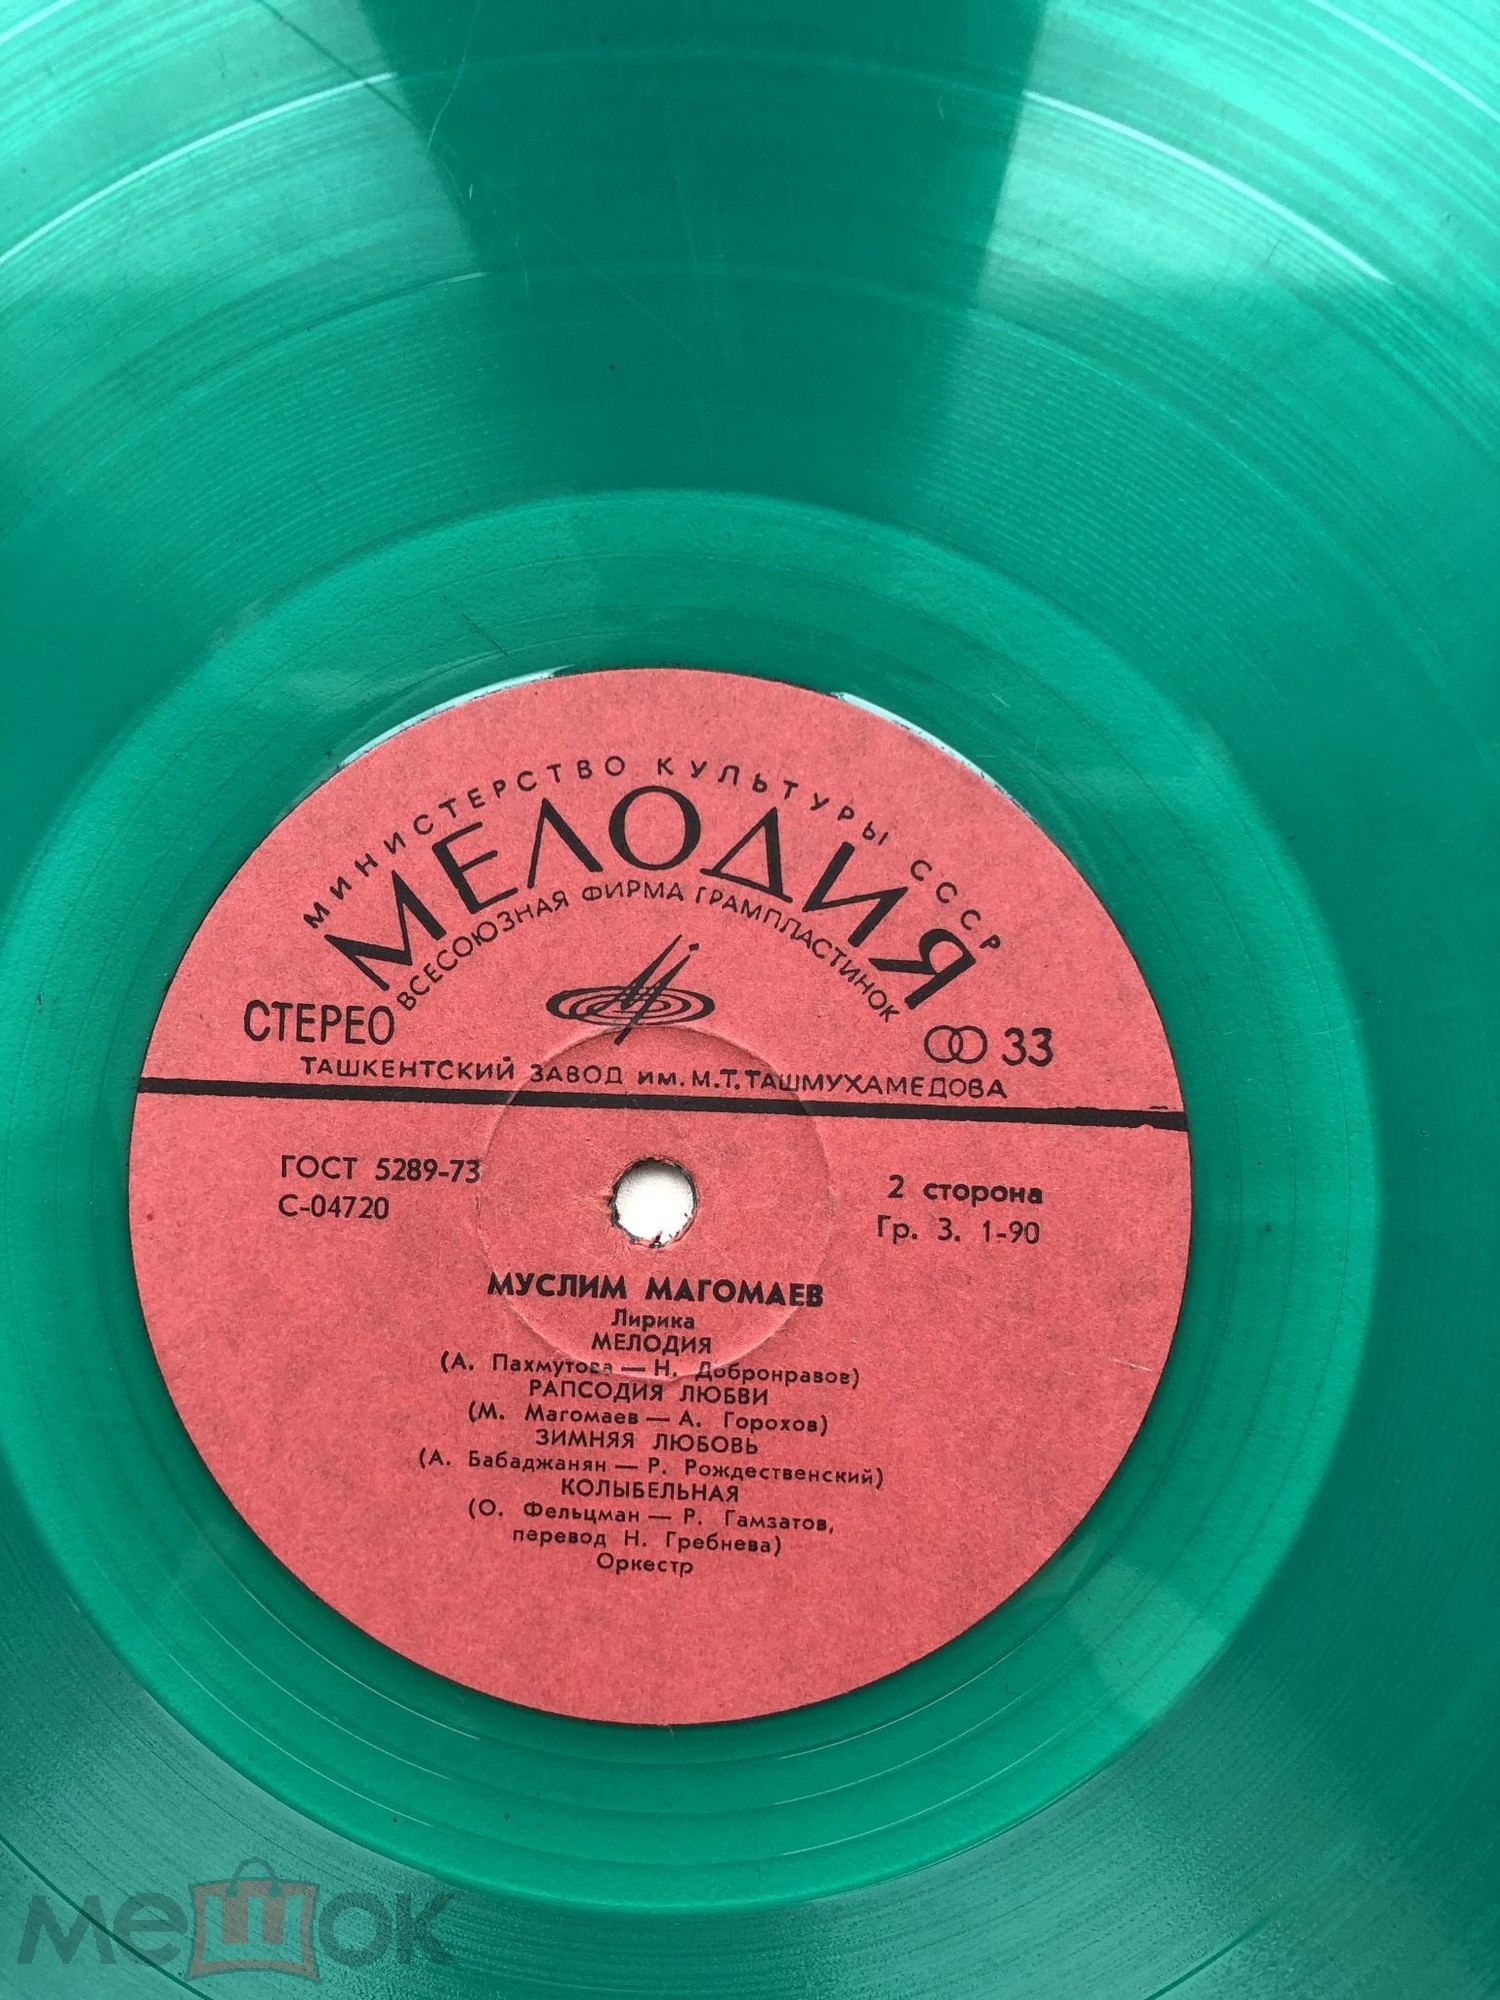 МИНИСТЕРСТВО КУЛЬТУРЫ СССР
МЕЛОДИЯ
ВСЕСОЮЗНАЯ ФИРМА ГРАМПЛАСТИНОК
СТЕРЕО
33
ТАШКЕНТСКИЙ ЗАВОД им. М.Т. ТАШМУХАМЕДОВА
ГОСТ 5289-73
С-04720
2 сторона
Гр. 3. 1-90
МУСЛИМ МАГОМАЕВ
Лирика
МЕЛОДИЯ
(А. Пахмутова — Н. Добронравов)
РАПСОДИЯ ЛЮБВИ
(М. Магомаев — А. Горохов)
ЗИМНЯЯ ЛЮБОВЬ
(А. Бабаджанян — Р. Рождественский)
КОЛЫБЕЛЬНАЯ
(О. Фельцман — Р. Гамзатов,
перевод Н. Гребнева)
Оркестр
мешок